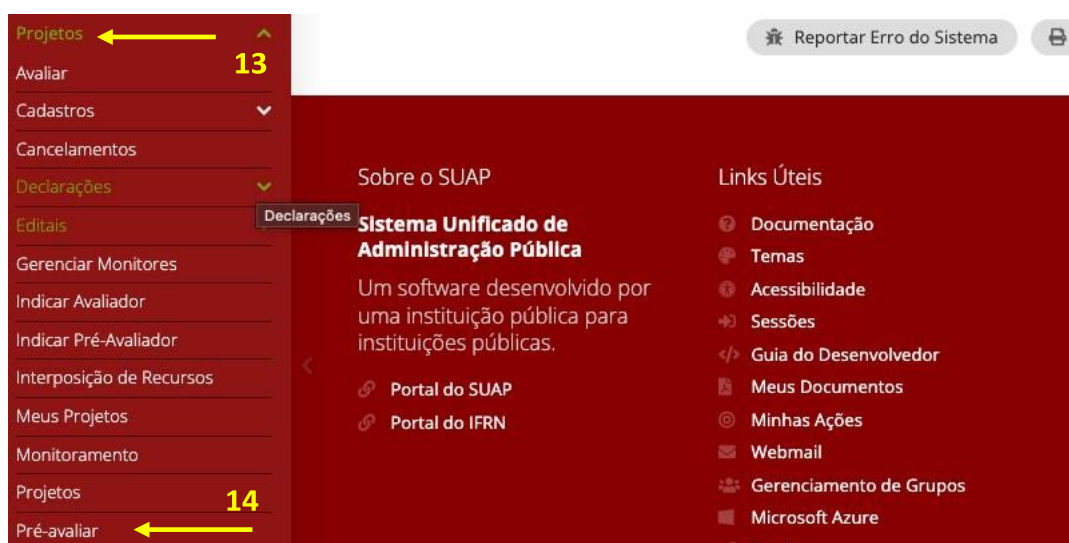 Projetos
13
Avaliar
Cadastros
Cancelamentos
Declarações
Editais
Declarações
Gerenciar Monitores
Indicar Avaliador
Indicar Pré-Avaliador
Interposição de Recursos
Meus Projetos
Monitoramento
Projetos
14
Pré-avaliar
Reportar Erro do Sistema
Sobre o SUAP
Sistema Unificado de
Administração Pública
Um software desenvolvido por
uma instituição pública para
instituições públicas.
Portal do SUAP
Portal do IFRN
Links Úteis
Documentação
Temas
Acessibilidade
Sessões
Guia do Desenvolvedor
Meus Documentos
Minhas Ações
Webmail
Gerenciamento de Grupos
Microsoft Azure